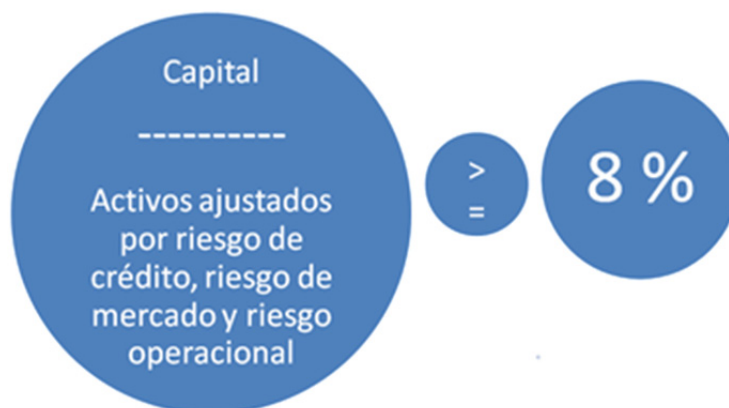 Capital
----------
Activos ajustados
por riesgo de
crédito, riesgo de
mercado y riesgo
operacional
>
=
8 %